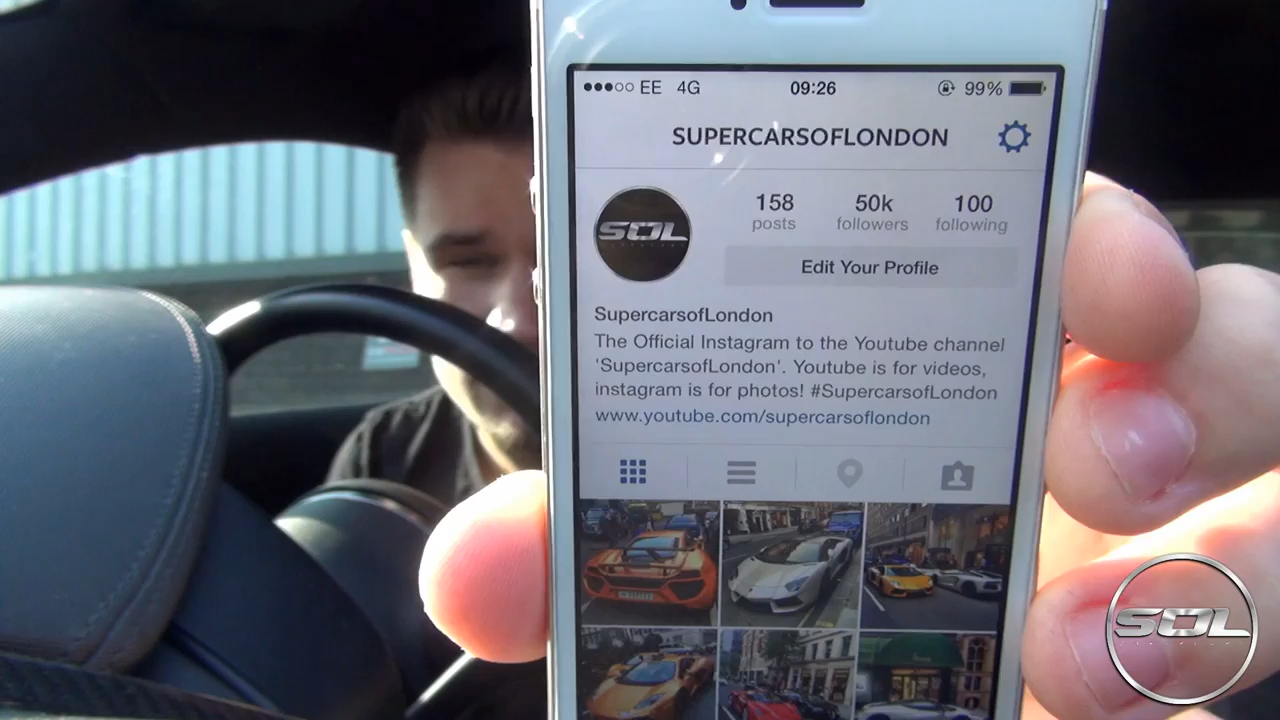 EE 4G 09:26 99%
SUPERCARSOFLONDON
SOL
158 50k 100
posts followers following
Edit Your Profile
SupercarsofLondon
The Official Instagram to the Youtube channel
'SupercarsofLondon'. Youtube is for videos,
instagram is for photos! #SupercarsofLondon
www.youtube.com/supercarsoflondon
SOL